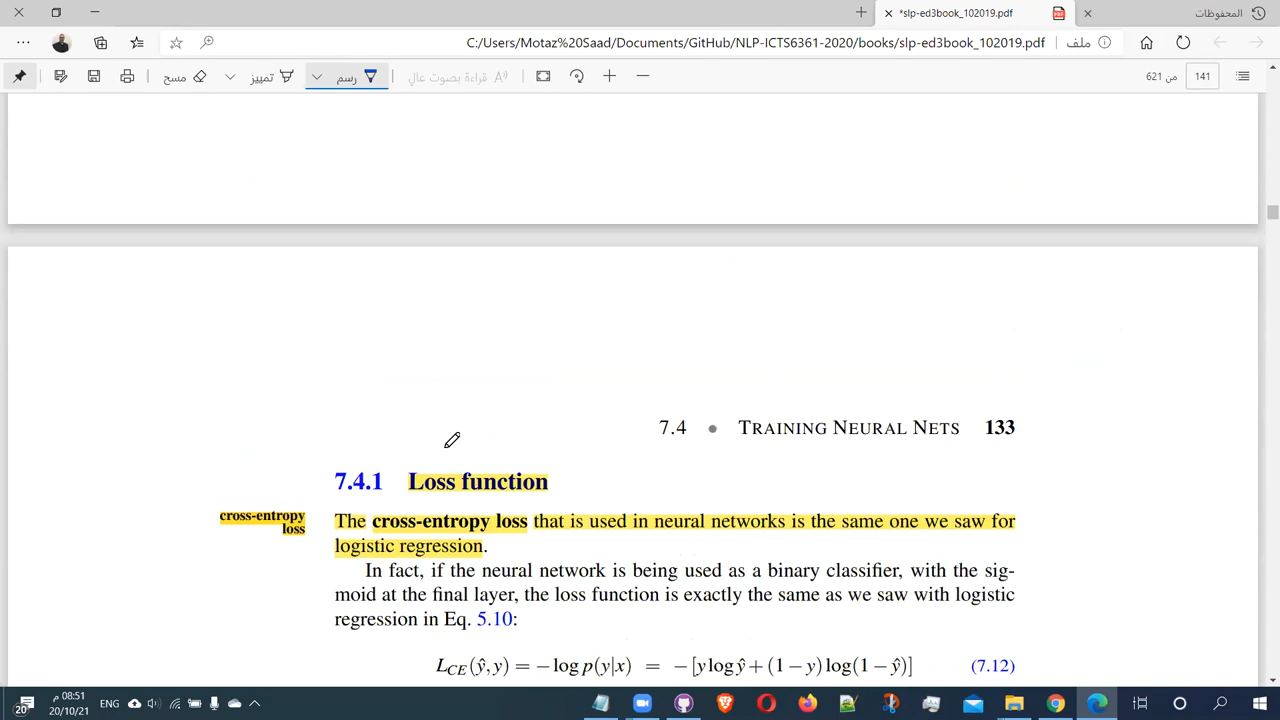 *slp-ed3book_102019.pdf
المحفوظات
C:/Users/Motaz%20Saad/Documents/GitHub/NLP-ICTS6361-2020/books/slp-ed3book_102019.pdf
ملف
مسح
تمييز
رسم
قراءة بصوت عالٍ
من 621
141
7.4 • TRAINING NEURAL NETS 133
7.4.1 Loss function
cross-entropy
loss
The cross-entropy loss that is used in neural networks is the same one we saw for
logistic regression.
In fact, if the neural network is being used as a binary classifier, with the sig-
moid at the final layer, the loss function is exactly the same as we saw with logistic
regression in Eq. 5.10:
L_CE(ŷ,y) = −log p(y|x) = −[y log ŷ + (1−y) log(1−ŷ)] (7.12)
20
08:51 م
20/10/21
ENG